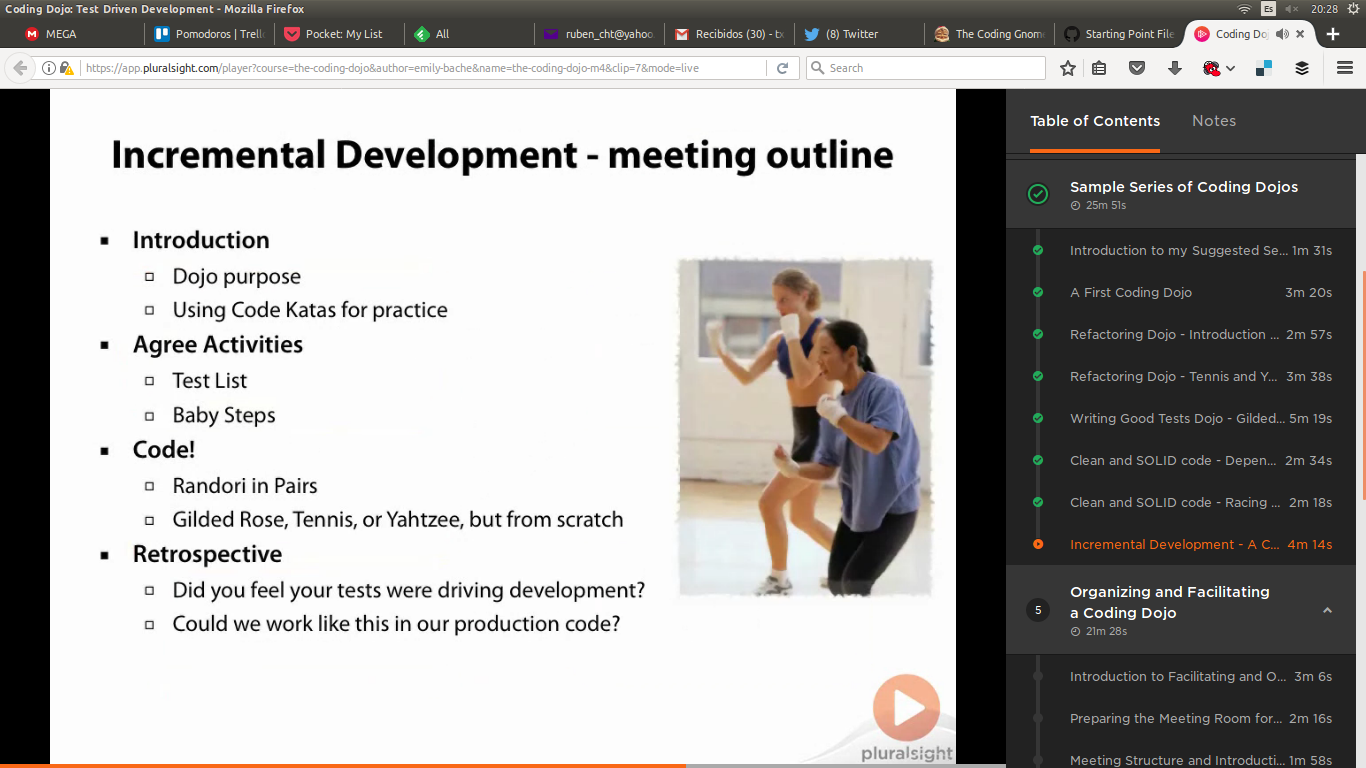 Coding Dojo: Test Driven Development - Mozilla Firefox
Es
20:28
MEGA
Pomodoros | Trell
Pocket: My List
All
ruben_cht@yahoo.
Recibidos (30) - tx
(8) Twitter
The Coding Gnom
Starting Point File
Coding Do
https://app.pluralsight.com/player?course=the-coding-dojo&author=emily-bache&name=the-coding-dojo-m4&clip=7&mode=live
Search
Incremental Development - meeting outline
Introduction
Dojo purpose
Using Code Katas for practice
Agree Activities
Test List
Baby Steps
Code!
Randori in Pairs
Gilded Rose, Tennis, or Yahtzee, but from scratch
Retrospective
Did you feel your tests were driving development?
Could we work like this in our production code?
pluralsight
Table of Contents
Notes
Sample Series of Coding Dojos
25m 51s
Introduction to my Suggested Se... 1m 31s
A First Coding Dojo 3m 20s
Refactoring Dojo - Introduction ... 2m 57s
Refactoring Dojo - Tennis and Y... 3m 38s
Writing Good Tests Dojo - Gilded... 5m 19s
Clean and SOLID code - Depen... 2m 34s
Clean and SOLID code - Racing ... 2m 18s
Incremental Development - A C... 4m 14s
5
Organizing and Facilitating
a Coding Dojo
21m 28s
Introduction to Facilitating and O... 3m 6s
Preparing the Meeting Room for... 2m 16s
Meeting Structure and Introducti... 1m 58s